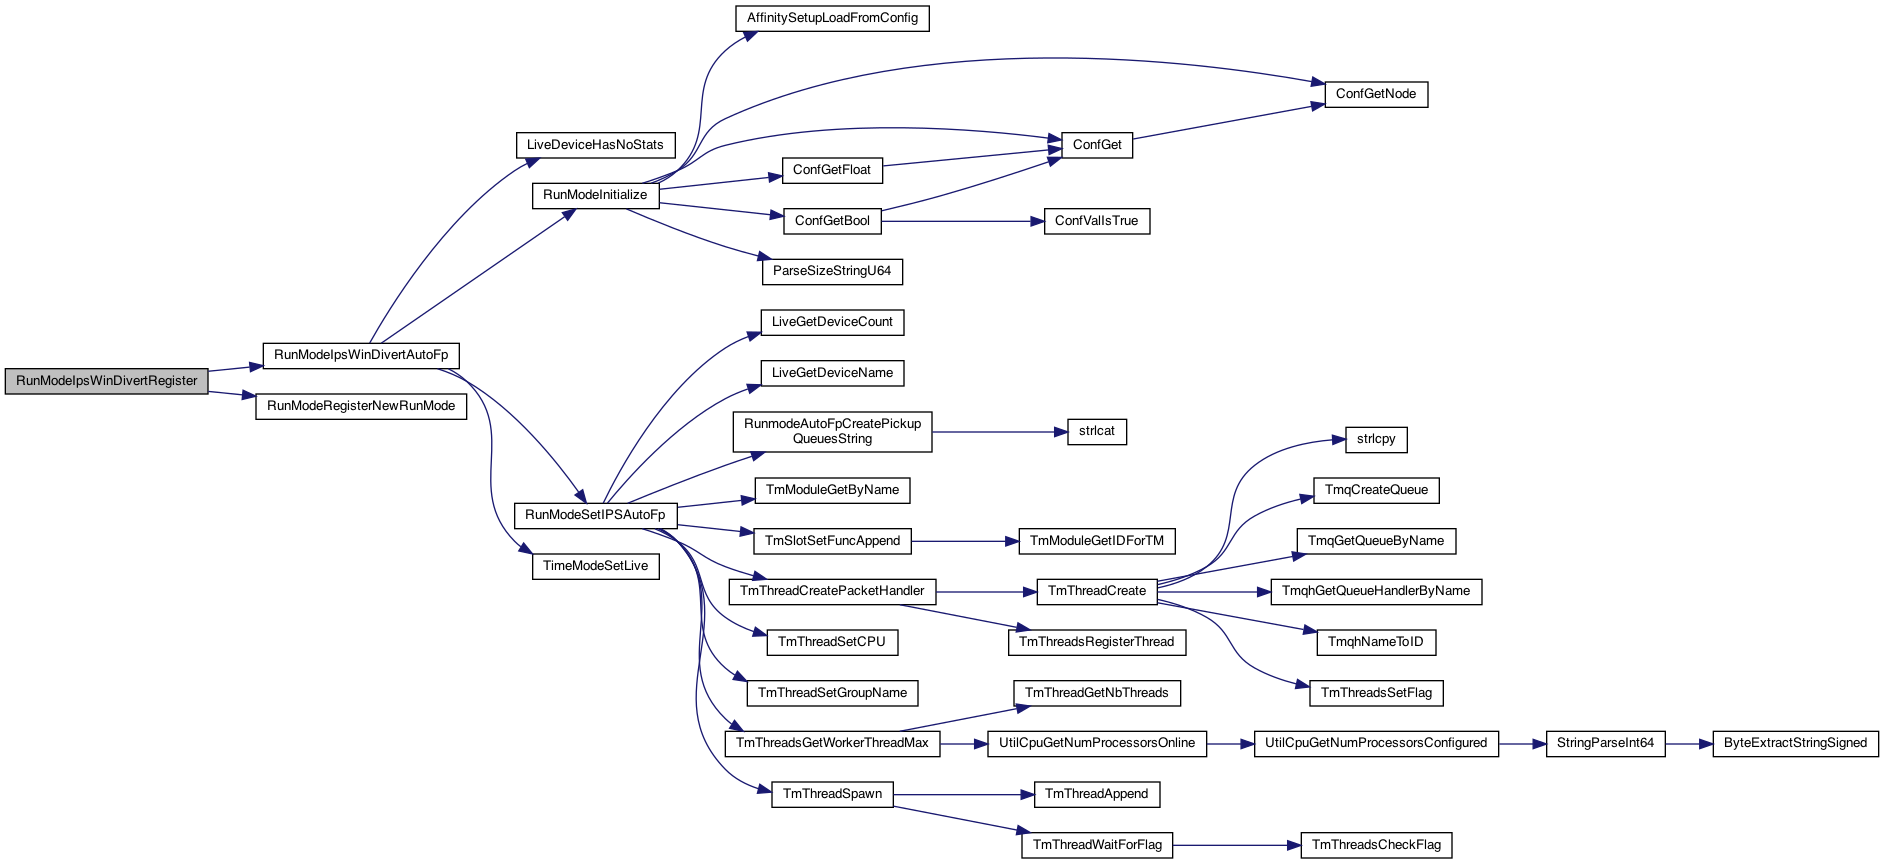 AffinitySetupLoadFromConfig
ConfGetNode
LiveDeviceHasNoStats
ConfGet
ConfGetFloat
RunModeInitialize
ConfGetBool
ConfValIsTrue
ParseSizeStringU64
LiveGetDeviceCount
RunModeIpsWinDivertAutoFp
LiveGetDeviceName
RunModeIpsWinDivertRegister
RunModeRegisterNewRunMode
RunmodeAutoFpCreatePickup
QueuesString
strlcat
strlcpy
TmModuleGetByName
TmqCreateQueue
RunModeSetIPSAutoFp
TmSlotSetFuncAppend
TmModuleGetIDForTM
TmqGetQueueByName
TimeModeSetLive
TmThreadCreatePacketHandler
TmThreadCreate
TmqhGetQueueHandlerByName
TmThreadSetCPU
TmThreadsRegisterThread
TmqhNameToID
TmThreadSetGroupName
TmThreadGetNbThreads
TmThreadsSetFlag
TmThreadsGetWorkerThreadMax
UtilCpuGetNumProcessorsOnline
UtilCpuGetNumProcessorsConfigured
StringParseInt64
ByteExtractStringSigned
TmThreadSpawn
TmThreadAppend
TmThreadWaitForFlag
TmThreadsCheckFlag